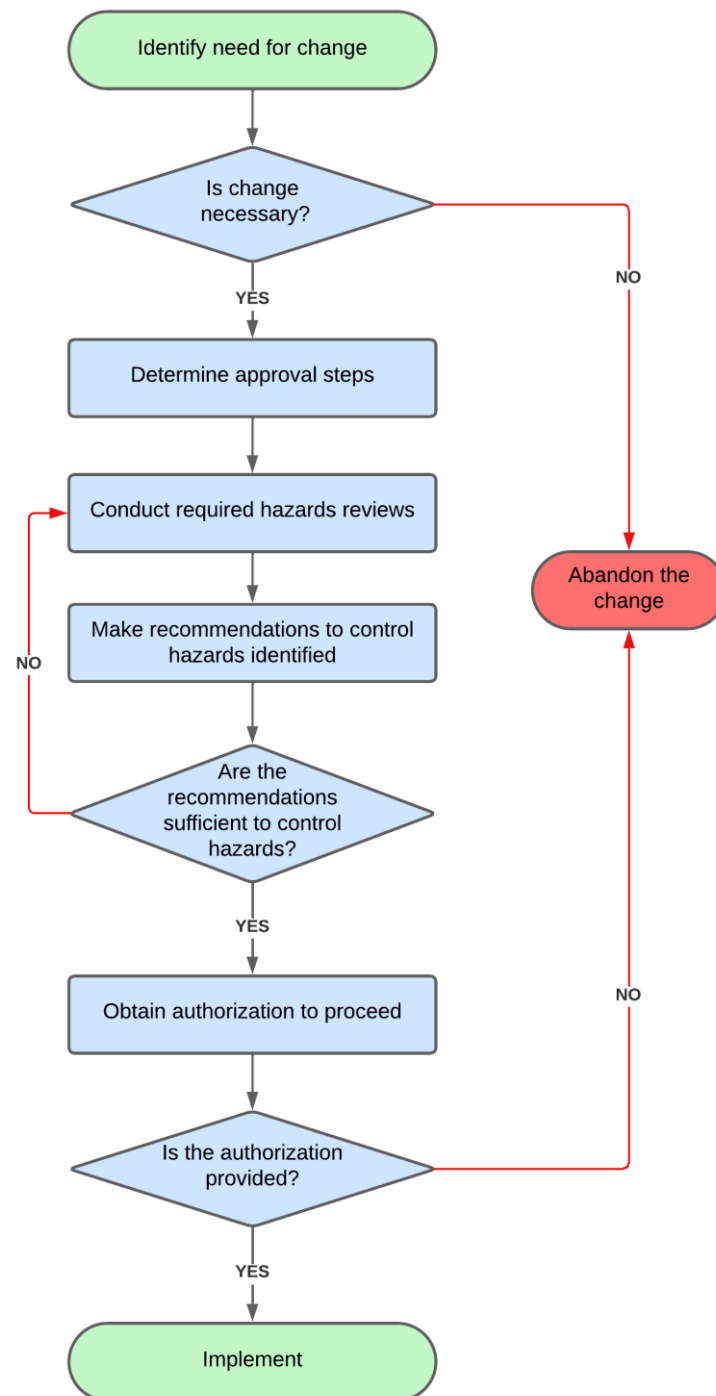 Identify need for change
Is change
necessary?
NO
YES
Determine approval steps
Conduct required hazards reviews
Abandon the
change
Make recommendations to control
hazards identified
NO
Are the
recommendations
sufficient to control
hazards?
YES
Obtain authorization to proceed
NO
Is the authorization
provided?
YES
Implement